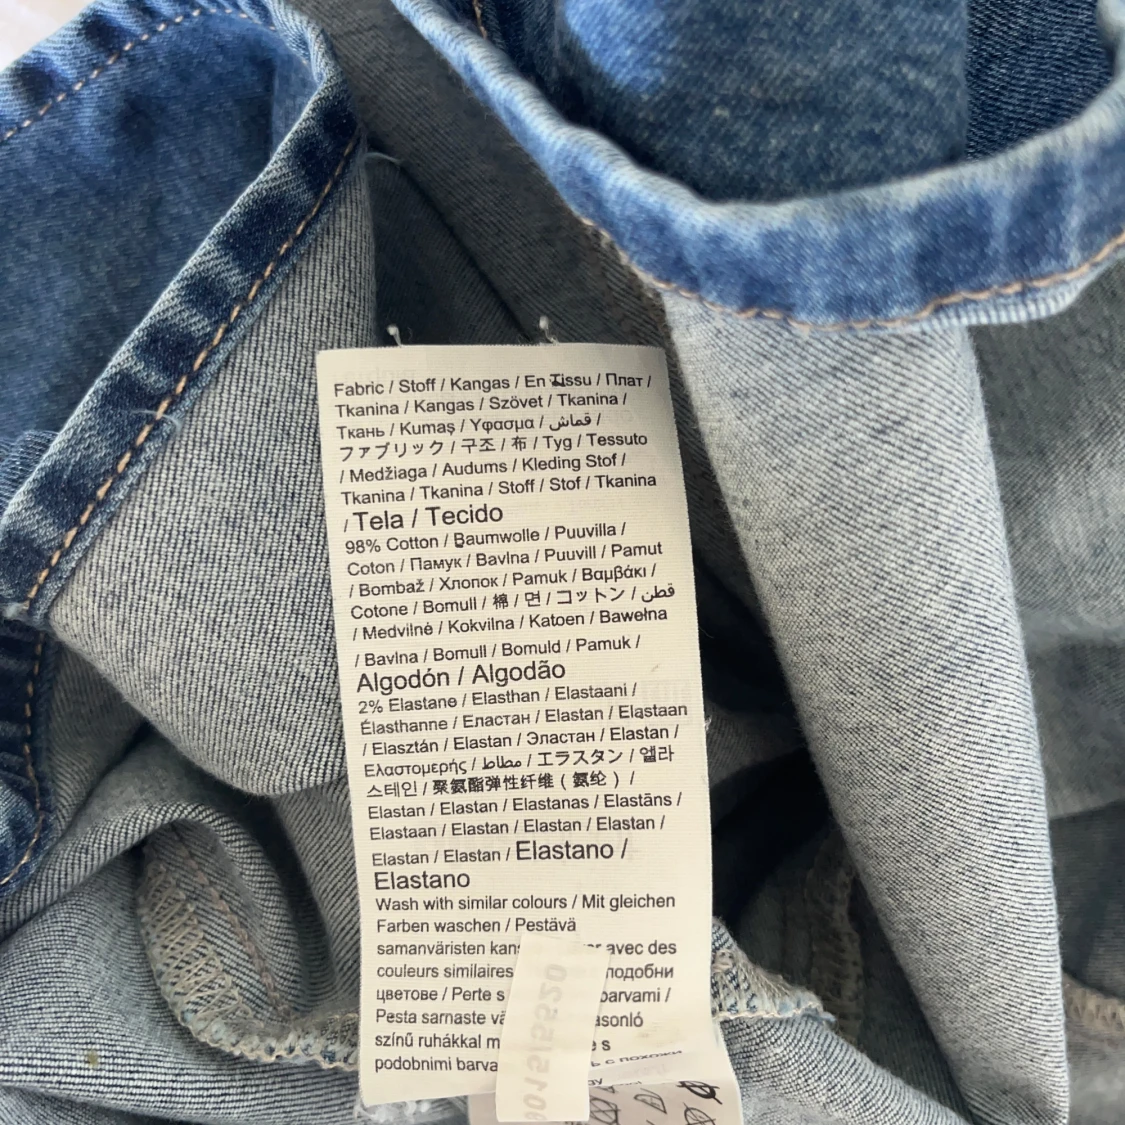 Fabric / Stoff / Kangas / En Tissu / Плат /
Tkanina / Kangas / Szövet / Tkanina /
Ткань / Kumaş / Υφασμα / قماش /
ファブリック / 구조 / 布 / Tyg / Tessuto
/ Medžiaga / Audums / Kleding Stof /
Tkanina / Tkanina / Stoff / Stof / Tkanina
/ Tela / Tecido
98% Cotton / Baumwolle / Puuvilla /
Coton / Памук / Bavlna / Puuvill / Pamut
/ Bombaž / Хлопок / Pamuk / Βαμβάκι /
Cotone / Bomull / 棉 / 면 / コットン / قطن
/ Medvilnė / Kokvilna / Katoen / Bawełna
/ Bavlna / Bomull / Bomuld / Pamuk /
Algodón / Algodão
2% Elastane / Elasthan / Elastaani /
Élasthanne / Еластан / Elastan / Elastaan
/ Elasztán / Elastan / Эластан / Elastan /
Ελαστομερής / مطاط / エラスタン / 엘라
스테인 / 聚氨酯弹性纤维（氨纶）/
Elastan / Elastan / Elastanas / Elastāns /
Elastaan / Elastan / Elastan / Elastan /
Elastan / Elastan / Elastano /
Elastano
Wash with similar colours / Mit gleichen
Farben waschen / Pestävä
samanväristen avec des
couleurs similaires подобни
цветове / Perte s barvami /
Pesta sarnaste
színű ruhákkal s
podobnimi
с похожи